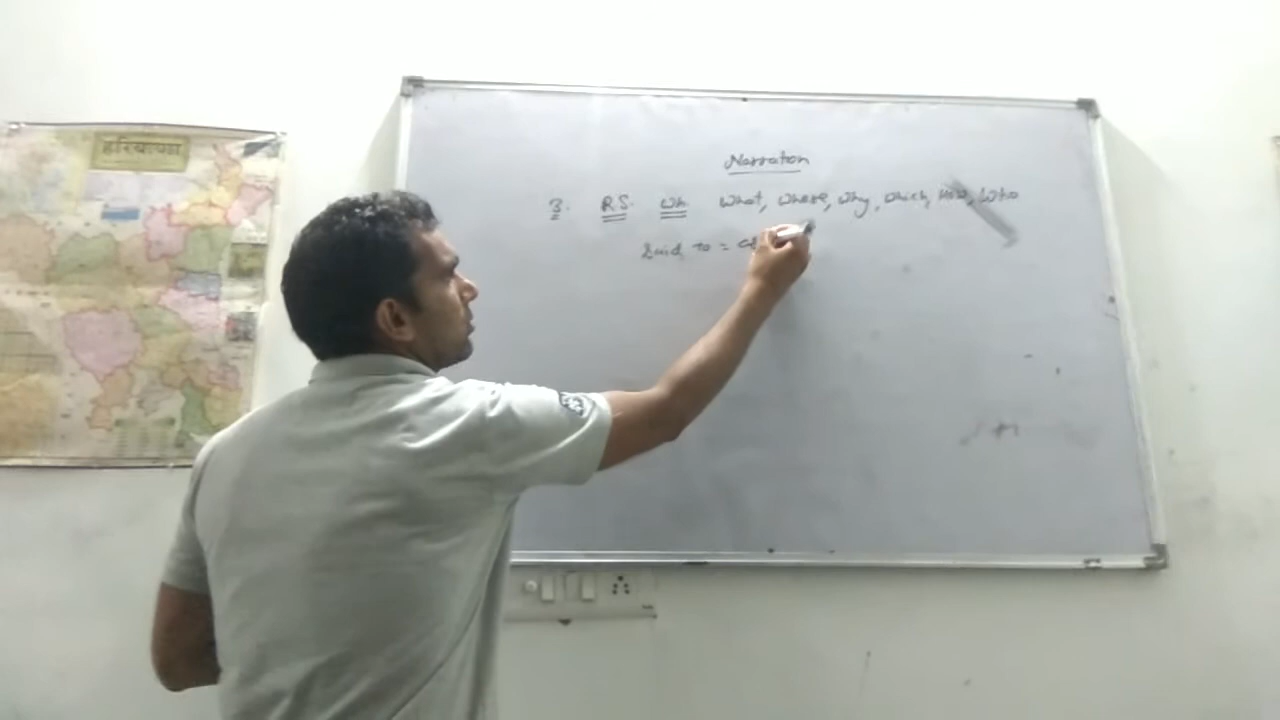 हरियाणा
Narration
3. R.S. Wh. What, Where, Why, Which, How, Who
Said to =